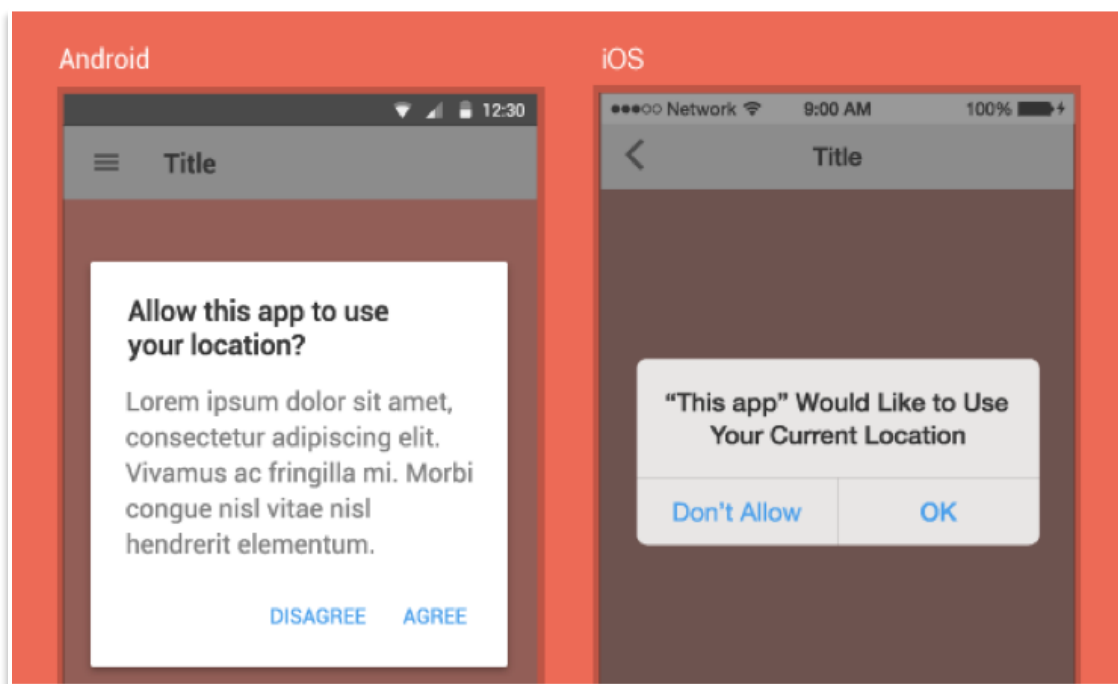 Android
12:30
Title
Allow this app to use
your location?
Lorem ipsum dolor sit amet,
consectetur adipiscing elit.
Vivamus ac fringilla mi. Morbi
congue nisl vitae nisl
hendrerit elementum.
DISAGREE AGREE
iOS
Network 9:00 AM 100%
Title
“This app” Would Like to Use
Your Current Location
Don't Allow OK